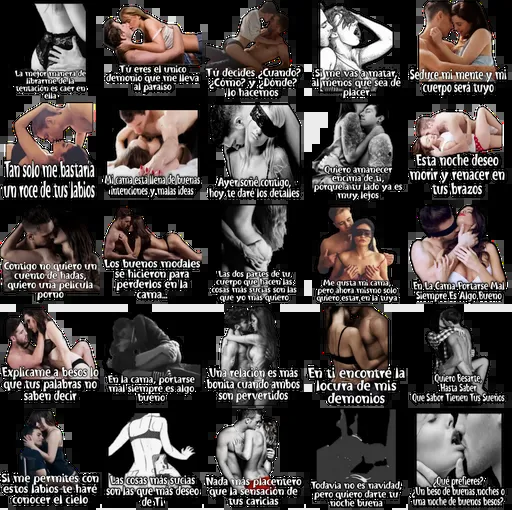 La mejor manera de
librarme de la
tentación es caer en
ella
Tú eres el único
demonio que me lleva
al paraíso
Tú decides ¿Cuando?
¿Cómo? y ¿Dónde?
lo hacemos
Si me vas a matar,
al menos que sea de
placer..
Seduce mi mente y mi
cuerpo será tuyo
Tan solo me bastaria
un roce de tus labios
Mi cama esta llena de buenas
intenciones y malas ideas
Ayer soñé contigo,
hoy te daré los detalles
Quiero amanecer
encima de ti,
porque a tu lado ya es
muy lejos
Esta noche deseo
morir y renacer en
tus brazos
Contigo no quiero un
cuento de hadas,
quiero una película
porno
Los buenos modales
se hicieron para
perderlos en la
cama...
Las dos partes de tu
cuerpo que hacen las
cosas más sucias son las
que yo más quiero
Me gusta mi cama,
pero ahora mismo solo
quiero estar en la tuya
En La Cama, Portarse Mal
Siempre Es Algo Bueno
Explicame a besos lo
que tus palabras no
saben decir
En la cama, portarse
mal siempre es algo
bueno
Una relación es más
bonita cuando ambos
son pervertidos
En ti encontré la
locura de mis
demonios
Quiero Besarte,
Hasta Saber
Que Sabor Tienen Tus Sueños
Si me permites con
estos labios te haré
conocer el cielo
Las cosas más sucias
son las que más deseo
de Ti
Nada más placentero
que la sensación de
tus caricias
Todavía no es navidad,
pero quiero darte tu noche
buena
¿Qué prefieres?
¿Un beso de buenas noches o
una noche de buenos besos?